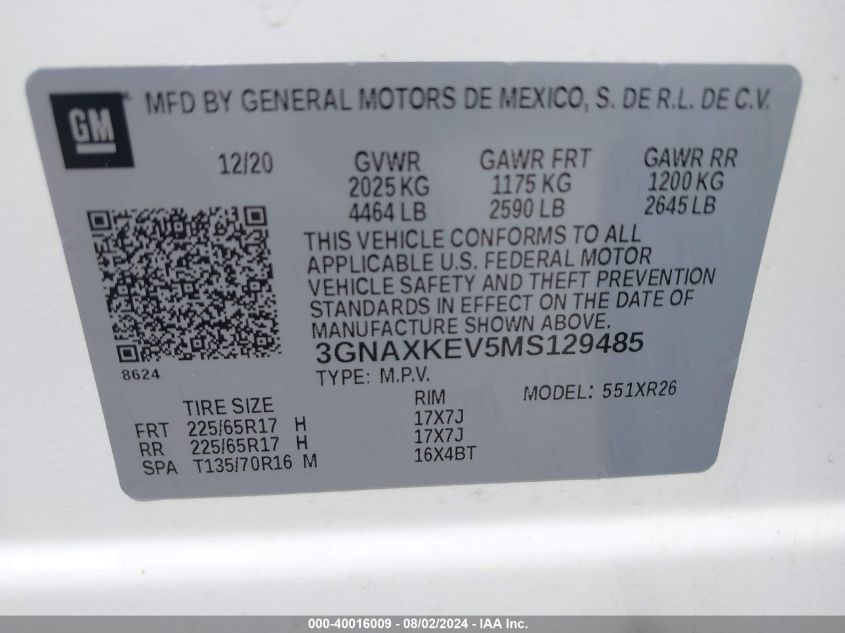 GM
MFD BY GENERAL MOTORS DE MEXICO, S. DE R.L. DE C.V.
12/20 GVWR GAWR FRT GAWR RR
2025 KG 1175 KG 1200 KG
4464 LB 2590 LB 2645 LB
THIS VEHICLE CONFORMS TO ALL
APPLICABLE U.S. FEDERAL MOTOR
VEHICLE SAFETY AND THEFT PREVENTION
STANDARDS IN EFFECT ON THE DATE OF
MANUFACTURE SHOWN ABOVE.
3GNAXKEV5MS129485
8624
TYPE: M.P.V. MODEL: 551XR26
TIRE SIZE RIM
FRT 225/65R17 H 17X7J
RR 225/65R17 H 17X7J
SPA T135/70R16 M 16X4BT
000-40016009 - 08/02/2024 - Copyright IAA, LLC.